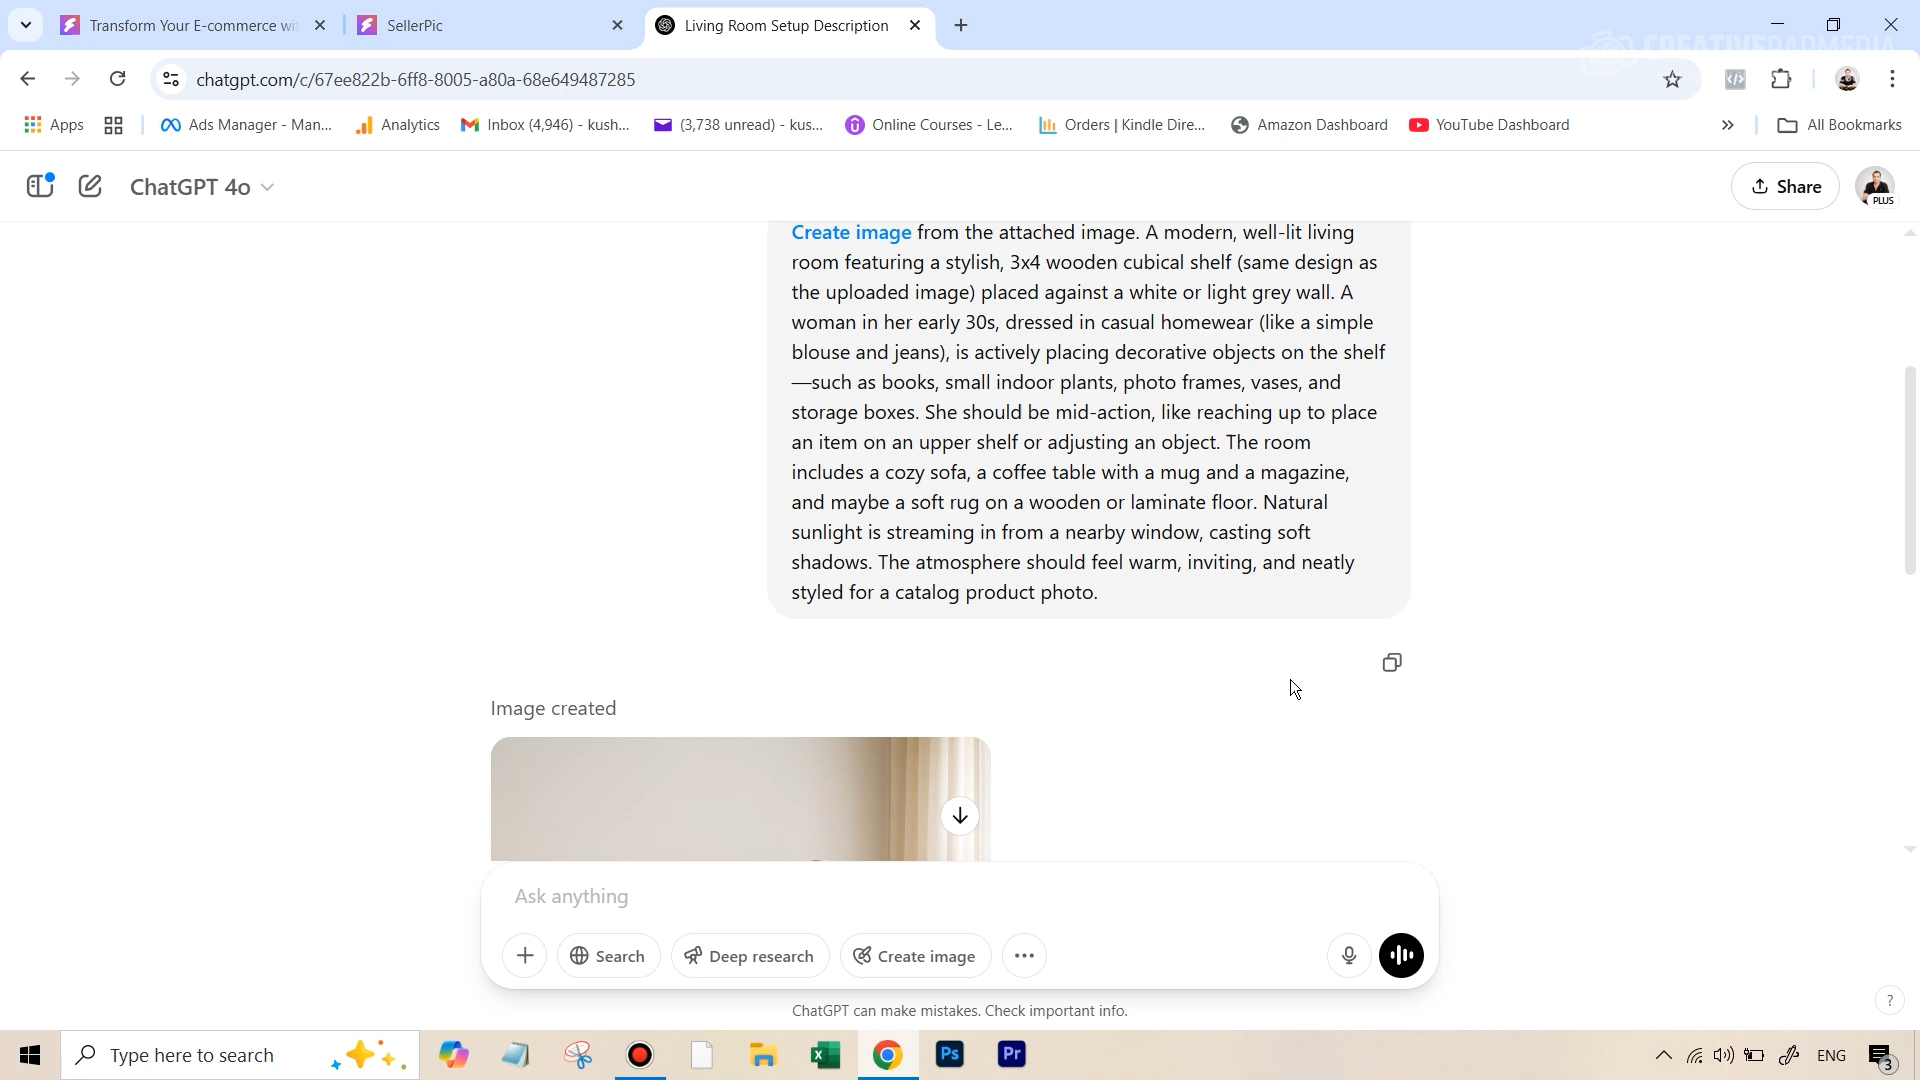 Transform Your E-commerce wit
SellerPic
Living Room Setup Description
CREATIVEPADMEDIA
chatgpt.com/c/67ee822b-6ff8-8005-a80a-68e649487285
Apps
Ads Manager - Man...
Analytics
Inbox (4,946) - kush...
(3,738 unread) - kus...
Online Courses - Le...
Orders | Kindle Dire...
Amazon Dashboard
YouTube Dashboard
All Bookmarks
ChatGPT 4o
Share
PLUS
Create image from the attached image. A modern, well-lit living
room featuring a stylish, 3x4 wooden cubical shelf (same design as
the uploaded image) placed against a white or light grey wall. A
woman in her early 30s, dressed in casual homewear (like a simple
blouse and jeans), is actively placing decorative objects on the shelf
—such as books, small indoor plants, photo frames, vases, and
storage boxes. She should be mid-action, like reaching up to place
an item on an upper shelf or adjusting an object. The room
includes a cozy sofa, a coffee table with a mug and a magazine,
and maybe a soft rug on a wooden or laminate floor. Natural
sunlight is streaming in from a nearby window, casting soft
shadows. The atmosphere should feel warm, inviting, and neatly
styled for a catalog product photo.
Image created
Ask anything
Search
Deep research
Create image
ChatGPT can make mistakes. Check important info.
?
Type here to search
Ps
Pr
ENG
3